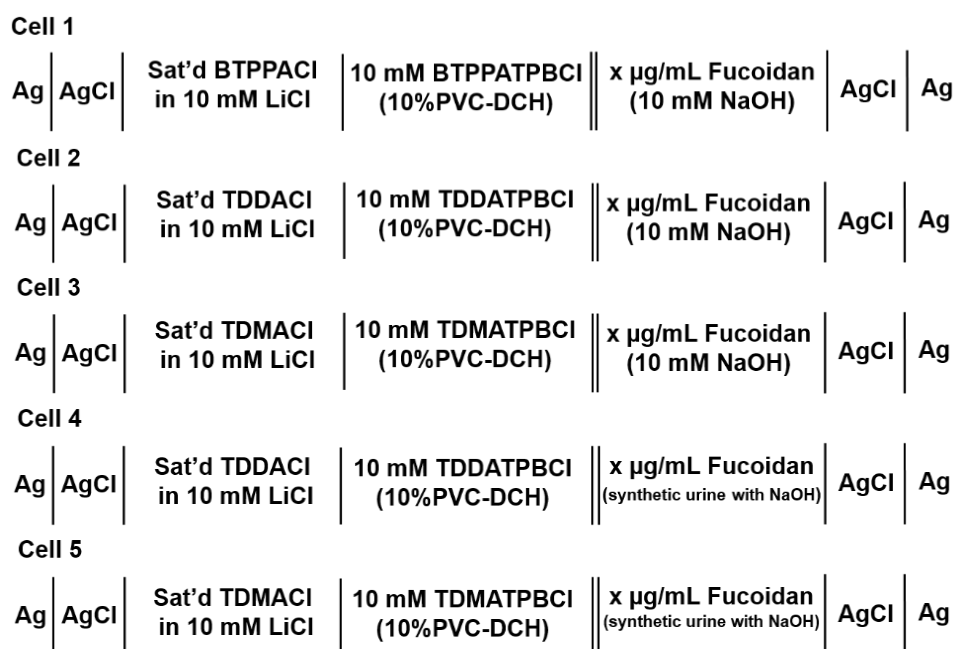 Cell 1
Ag AgCl Sat’d BTPPACl in 10 mM LiCl 10 mM BTPPATPBCl (10%PVC-DCH) x µg/mL Fucoidan (10 mM NaOH) AgCl Ag
Cell 2
Ag AgCl Sat’d TDDACl in 10 mM LiCl 10 mM TDDATPBCl (10%PVC-DCH) x µg/mL Fucoidan (10 mM NaOH) AgCl Ag
Cell 3
Ag AgCl Sat’d TDMACl in 10 mM LiCl 10 mM TDMATPBCl (10%PVC-DCH) x µg/mL Fucoidan (10 mM NaOH) AgCl Ag
Cell 4
Ag AgCl Sat’d TDDACl in 10 mM LiCl 10 mM TDDATPBCl (10%PVC-DCH) x µg/mL Fucoidan (synthetic urine with NaOH) AgCl Ag
Cell 5
Ag AgCl Sat’d TDMACl in 10 mM LiCl 10 mM TDMATPBCl (10%PVC-DCH) x µg/mL Fucoidan (synthetic urine with NaOH) AgCl Ag